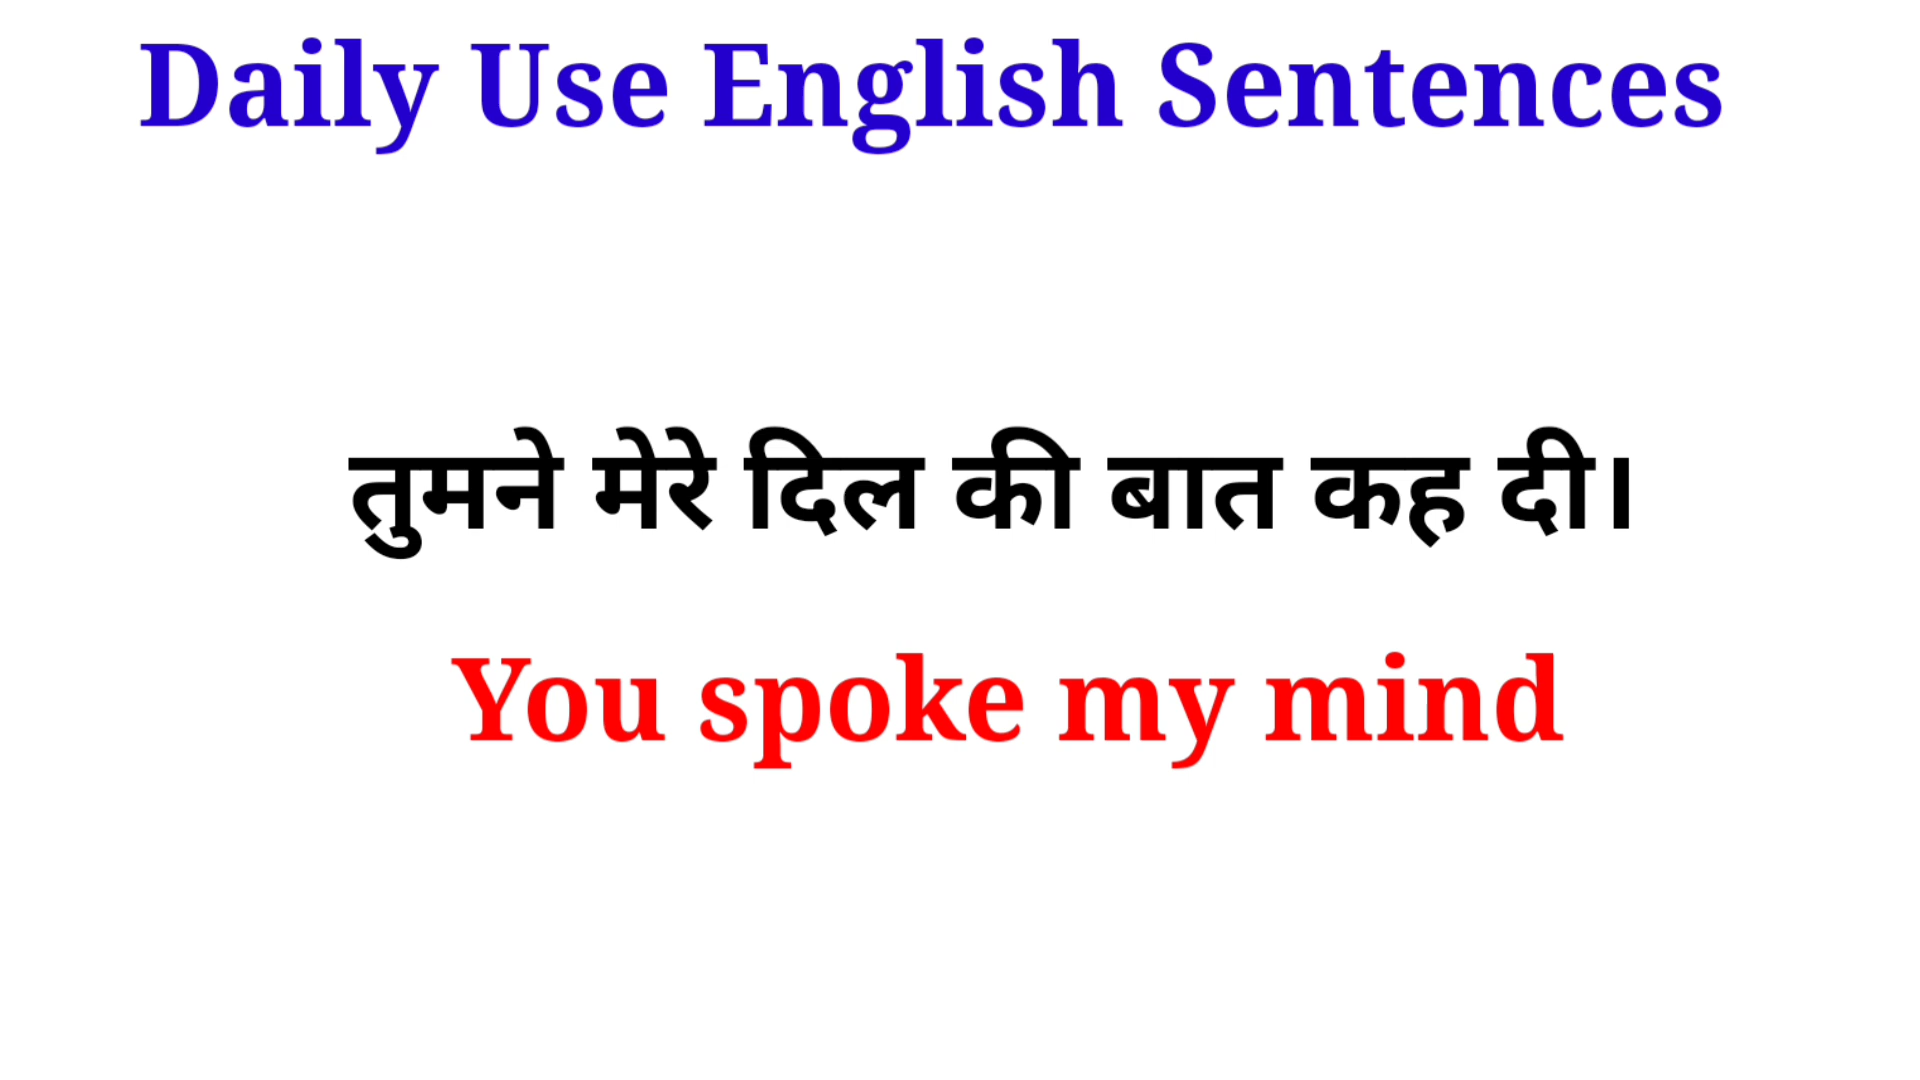 Daily Use English Sentences
तुमने मेरे दिल की बात कह दी।
You spoke my mind